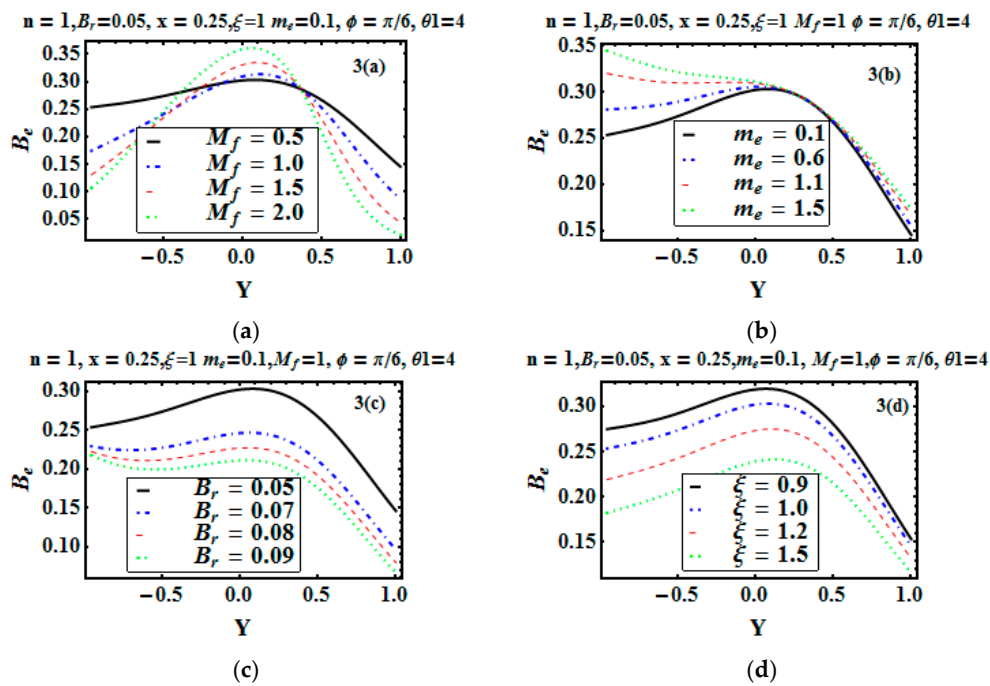 n = 1,B_r=0.05, x = 0.25,ξ=1 m_e=0.1, ϕ = π/6, θ1=4
0.35
0.30
0.25
0.20
0.15
0.10
0.05
B_e
3(a)
M_f = 0.5
M_f = 1.0
M_f = 1.5
M_f = 2.0
−0.5 0.0 0.5 1.0
Y
(a)
n = 1,B_r=0.05, x = 0.25,ξ=1 M_f=1 ϕ = π/6, θ1=4
0.35
0.30
0.25
0.20
0.15
B_e
3(b)
m_e = 0.1
m_e = 0.6
m_e = 1.1
m_e = 1.5
−0.5 0.0 0.5 1.0
Y
(b)
n = 1, x = 0.25,ξ=1 m_e=0.1,M_f=1, ϕ = π/6, θ1=4
0.30
0.25
0.20
0.15
0.10
B_e
3(c)
B_r = 0.05
B_r = 0.07
B_r = 0.08
B_r = 0.09
−0.5 0.0 0.5 1.0
Y
(c)
n = 1,B_r=0.05, x = 0.25,m_e=0.1, M_f=1,ϕ = π/6, θ1=4
0.30
0.25
0.20
0.15
B_e
3(d)
ξ = 0.9
ξ = 1.0
ξ = 1.2
ξ = 1.5
−0.5 0.0 0.5 1.0
Y
(d)